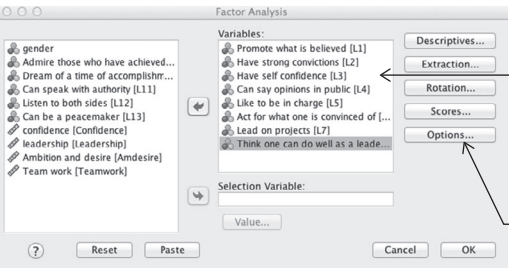 Factor Analysis
gender
Admire those who have achieved...
Dream of a time of accomplishm...
Can speak with authority [L11]
Listen to both sides [L12]
Can be a peacemaker [L13]
confidence [Confidence]
leadership [Leadership]
Ambition and desire [Amdesire]
Team work [Teamwork]
Variables:
Promote what is believed [L1]
Have strong convictions [L2]
Have self confidence [L3]
Can say opinions in public [L4]
Like to be in charge [L5]
Act for what one is convinced of [...
Lead on projects [L7]
Think one can do well as a leade...
Selection Variable:
Value...
Descriptives...
Extraction...
Rotation...
Scores...
Options...
?
Reset
Paste
Cancel
OK